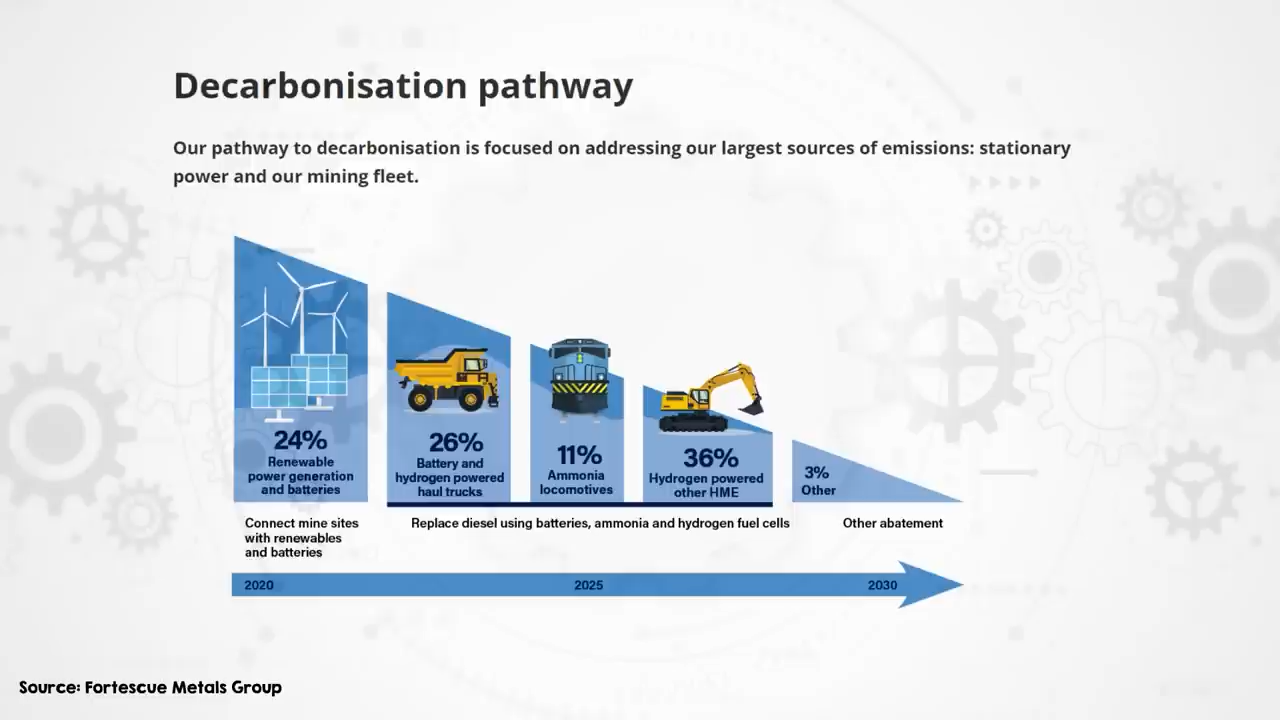 Decarbonisation pathway
Our pathway to decarbonisation is focused on addressing our largest sources of emissions: stationary
power and our mining fleet.
24%
Renewable
power generation
and batteries
26%
Battery and
hydrogen powered
haul trucks
11%
Ammonia
locomotives
36%
Hydrogen powered
other HME
3%
Other
Connect mine sites
with renewables
and batteries
Replace diesel using batteries, ammonia and hydrogen fuel cells
Other abatement
2020
2025
2030
Source: Fortescue Metals Group